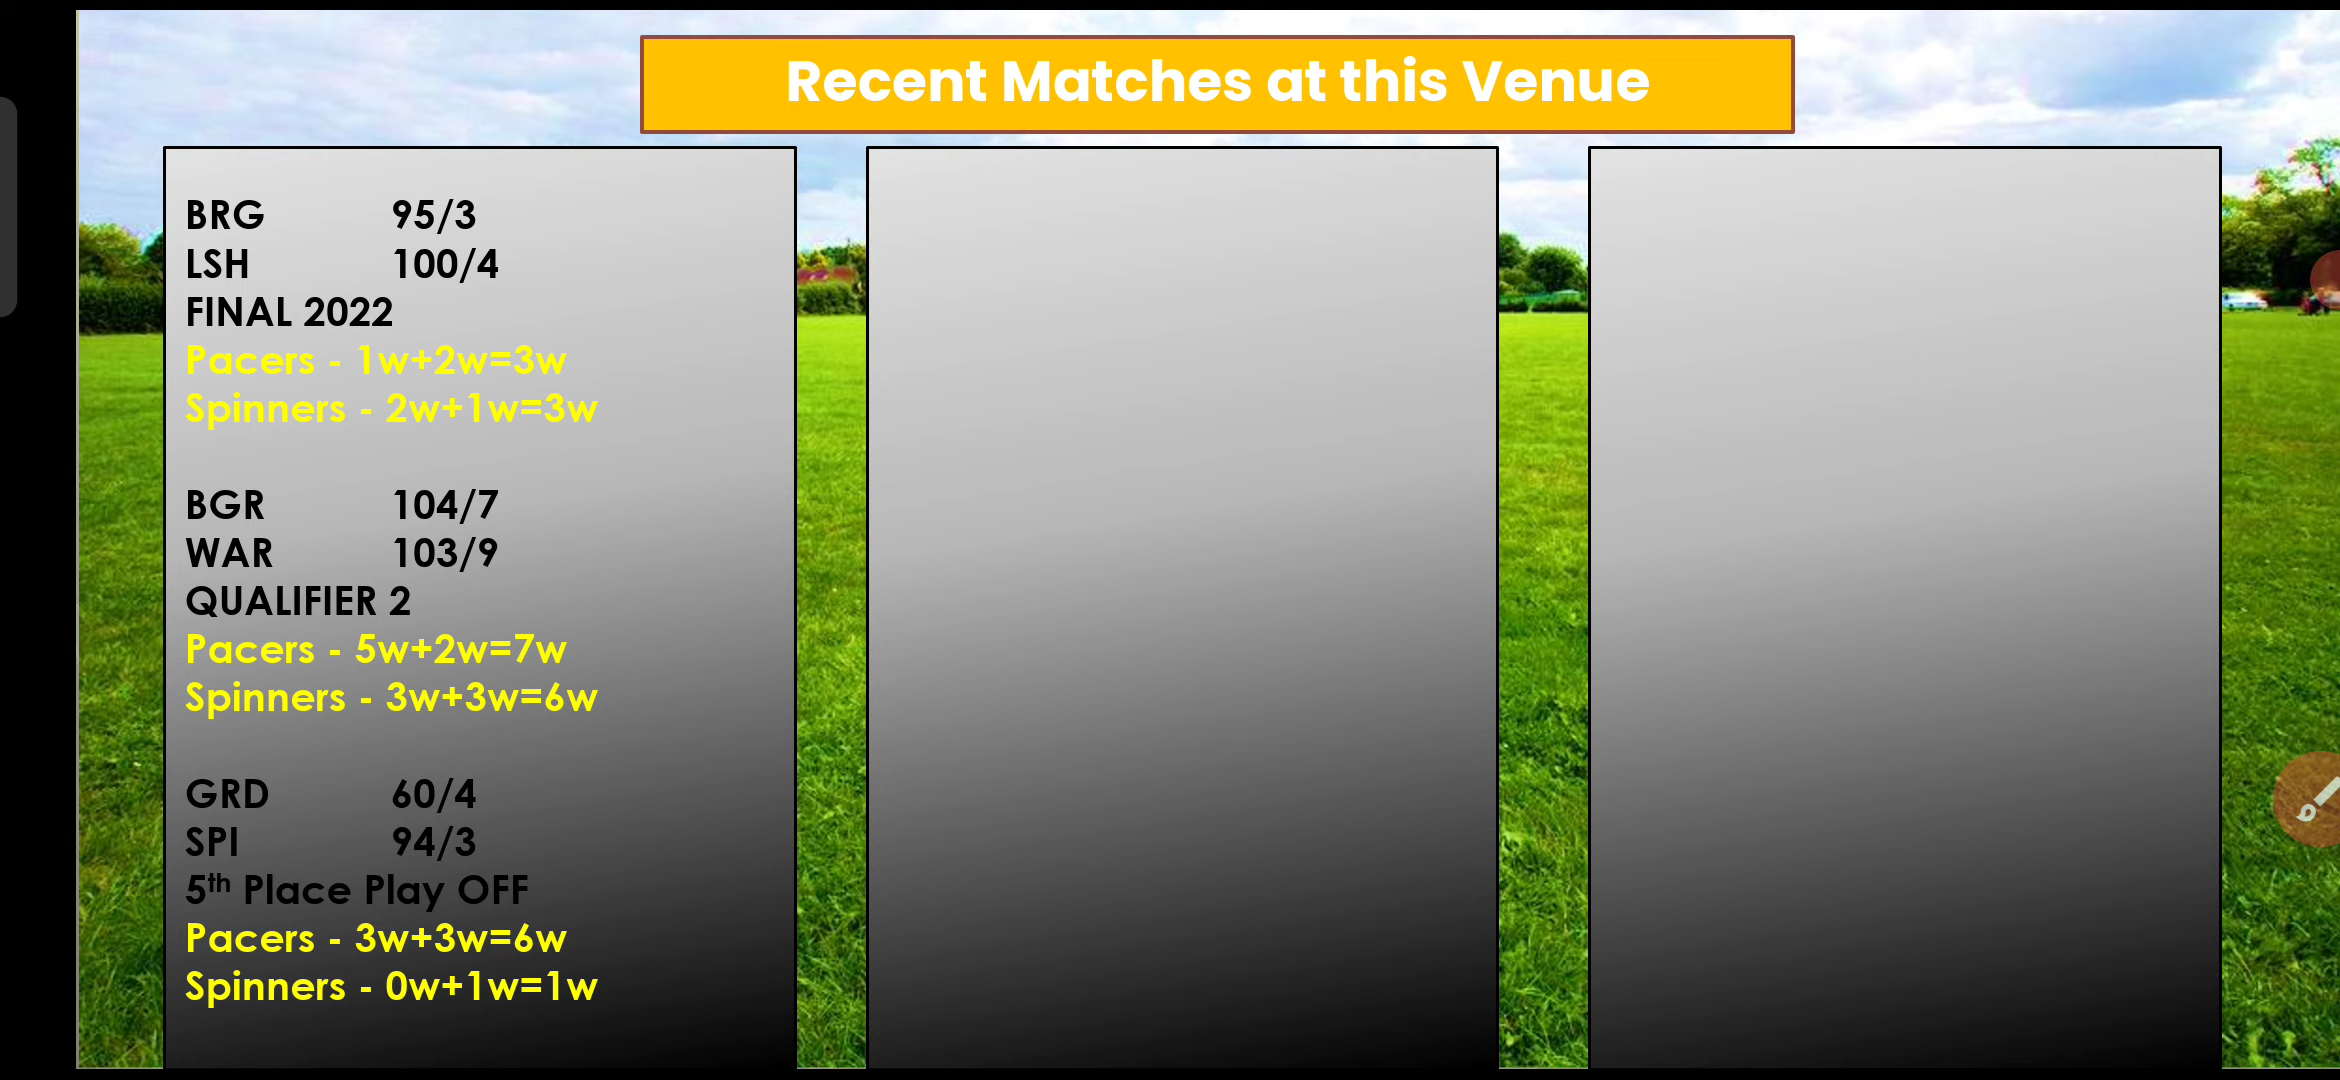 Recent Matches at this Venue
BRG 95/3
LSH 100/4
FINAL 2022
Pacers - 1w+2w=3w
Spinners - 2w+1w=3w
BGR 104/7
WAR 103/9
QUALIFIER 2
Pacers - 5w+2w=7w
Spinners - 3w+3w=6w
GRD 60/4
SPI 94/3
5th Place Play OFF
Pacers - 3w+3w=6w
Spinners - 0w+1w=1w